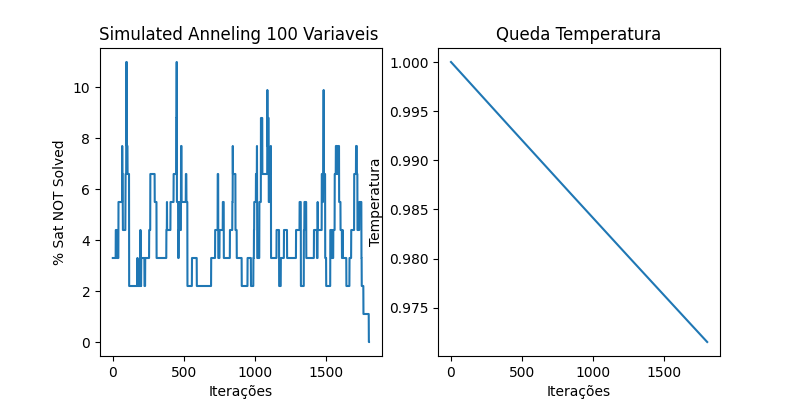 Simulated Anneling 100 Variaveis
% Sat NOT Solved
10
8
6
4
2
0
0 500 1000 1500
Iterações
Queda Temperatura
Temperatura
1.000
0.995
0.990
0.985
0.980
0.975
0 500 1000 1500
Iterações